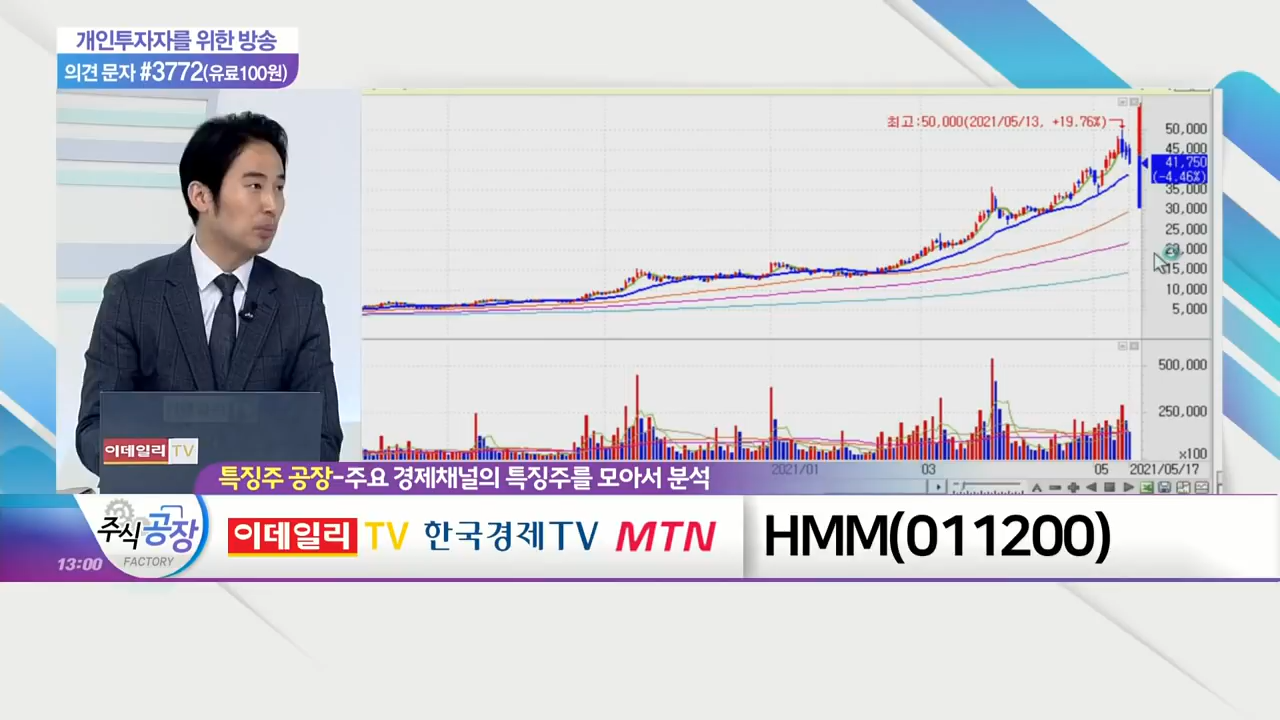 개인투자자를 위한 방송
의견 문자 #3772(유료100원)
최고:50,000(2021/05/13, +19.76%)
50,000
45,000
41,750
(-4.46%)
35,000
30,000
25,000
20,000
15,000
10,000
5,000
500,000
250,000
×100
2021/01
03
05
2021/05/17
이데일리 TV
특징주 공장-주요 경제채널의 특징주를 모아서 분석
주식공장
FACTORY
13:00
이데일리 TV 한국경제TV MTN
HMM(011200)